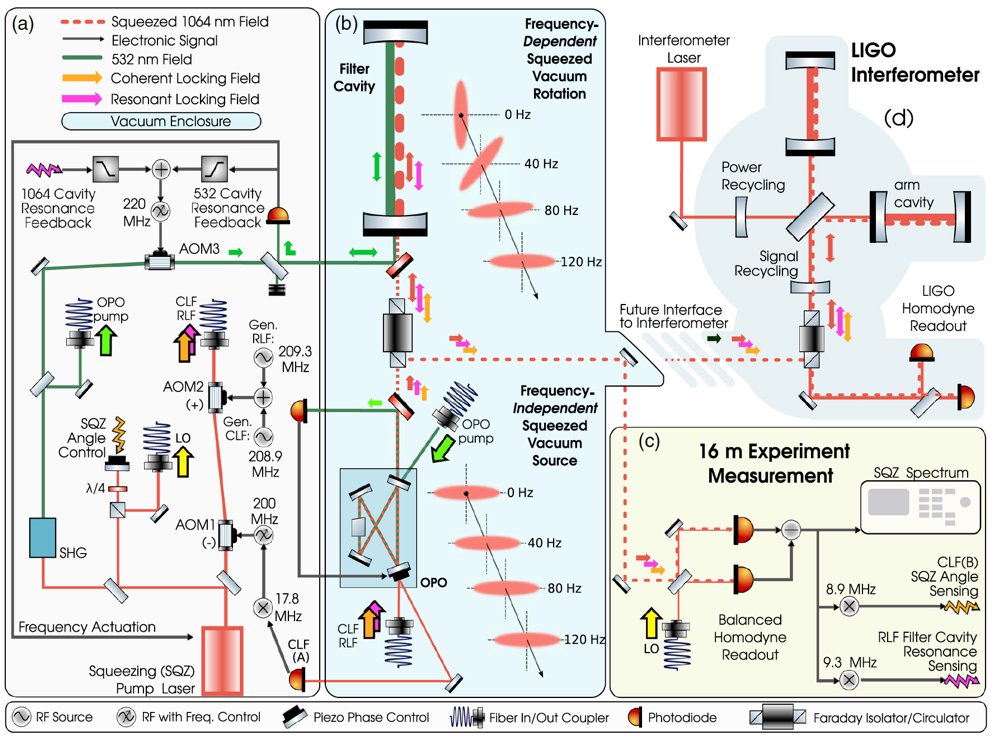 (a)
Squeezed 1064 nm Field
Electronic Signal
532 nm Field
Coherent Locking Field
Resonant Locking Field
Vacuum Enclosure
1064 Cavity
Resonance
Feedback
532 Cavity
Resonance
Feedback
220
MHz
AOM3
OPO
pump
CLF
RLF
Gen.
RLF:
209.3
MHz
AOM2
(+)
Gen.
CLF:
208.9
MHz
SQZ
Angle
Control
LO
λ/4
AOM1
(-)
200
MHz
SHG
17.8
MHz
Frequency Actuation
Squeezing (SQZ)
Pump Laser
CLF
(A)
(b)
Frequency-
Dependent
Squeezed
Vacuum
Rotation
Filter
Cavity
0 Hz
40 Hz
80 Hz
120 Hz
Frequency-
Independent
Squeezed
Vacuum
Source
OPO
pump
0 Hz
40 Hz
80 Hz
120 Hz
OPO
CLF
RLF
Interferometer
Laser
LIGO
Interferometer
(d)
Power
Recycling
arm
cavity
Signal
Recycling
Future Interface
to Interferometer
LIGO
Homodyne
Readout
(c)
16 m Experiment
Measurement
SQZ Spectrum
CLF(B)
SQZ Angle
Sensing
8.9 MHz
RLF Filter Cavity
Resonance
Sensing
9.3 MHz
LO
Balanced
Homodyne
Readout
RF Source
RF with Freq. Control
Piezo Phase Control
Fiber In/Out Coupler
Photodiode
Faraday Isolator/Circulator